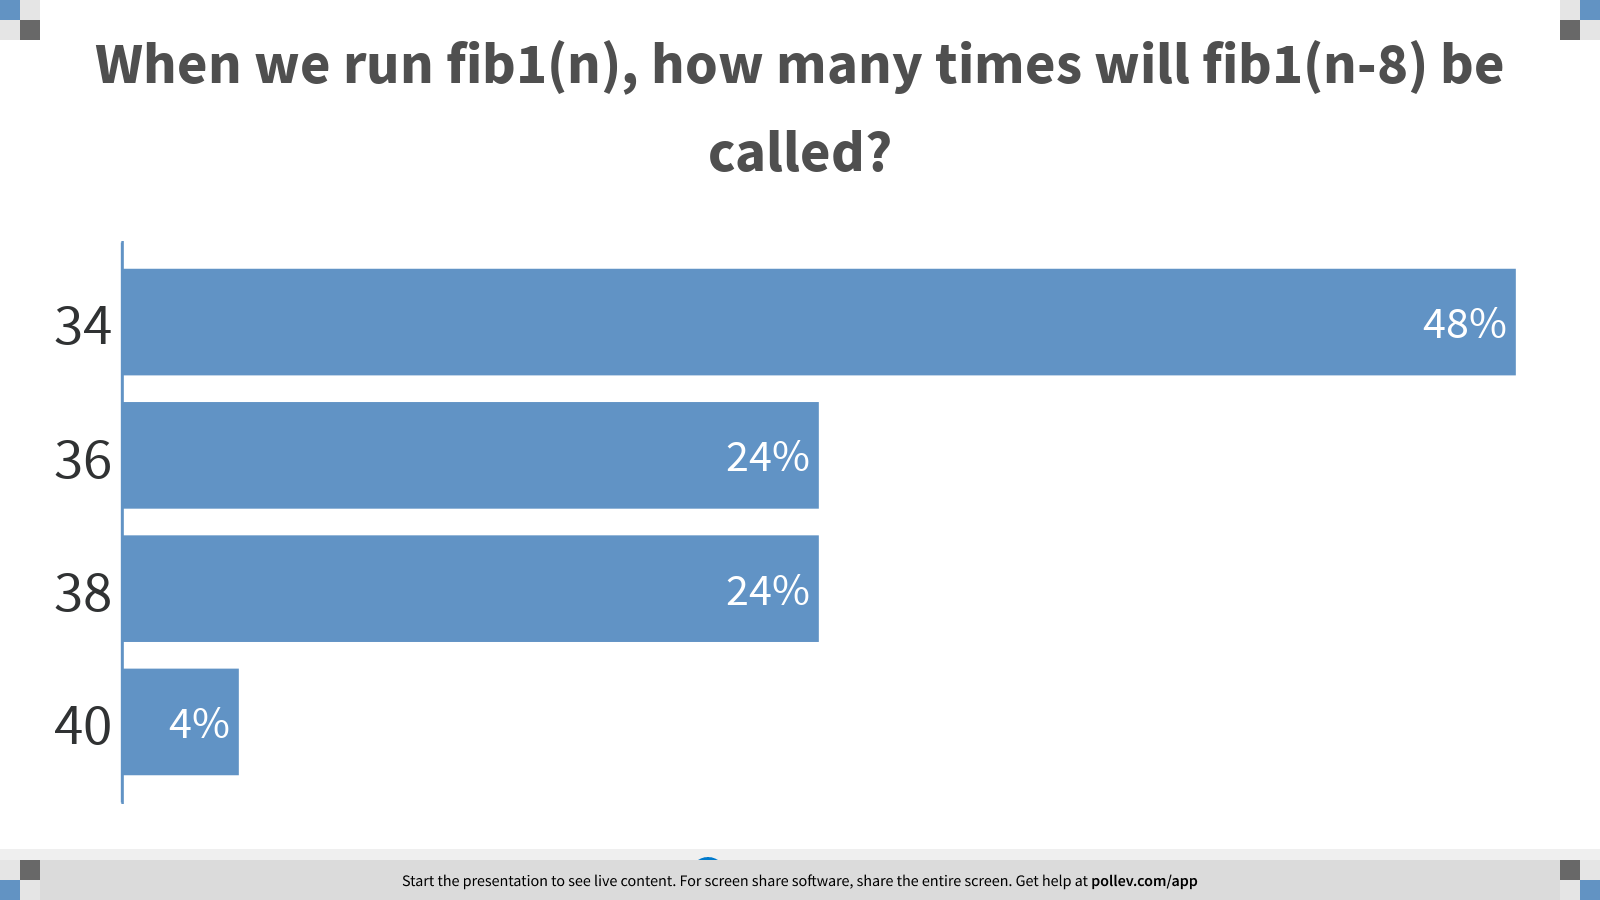 When we run fib1(n), how many times will fib1(n-8) be
called?
34
48%
36
24%
38
24%
40
4%
Start the presentation to see live content. For screen share software, share the entire screen. Get help at pollev.com/app